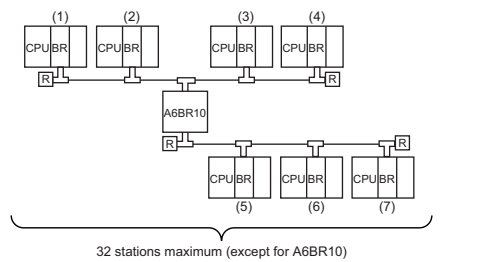 (1) (2) (3) (4)
CPU BR CPU BR CPU BR CPU BR
R R
A6BR10
R R
CPU BR CPU BR CPU BR
(5) (6) (7)
32 stations maximum (except for A6BR10)